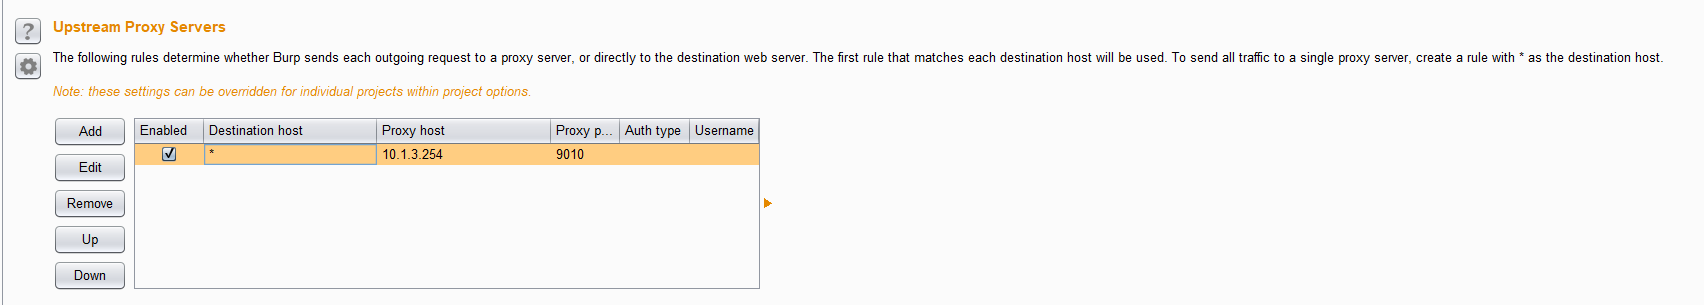 ?
Upstream Proxy Servers
The following rules determine whether Burp sends each outgoing request to a proxy server, or directly to the destination web server. The first rule that matches each destination host will be used. To send all traffic to a single proxy server, create a rule with * as the destination host.
Note: these settings can be overridden for individual projects within project options.
Add
Edit
Remove
Up
Down
Enabled Destination host Proxy host Proxy p... Auth type Username
* 10.1.3.254 9010